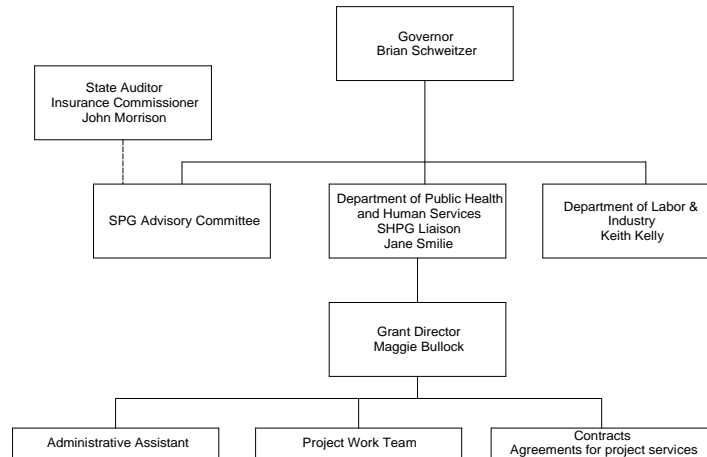 Governor
Brian Schweitzer
State Auditor
Insurance Commissioner
John Morrison
SPG Advisory Committee
Department of Public Health
and Human Services
SHPG Liaison
Jane Smilie
Department of Labor &
Industry
Keith Kelly
Grant Director
Maggie Bullock
Administrative Assistant
Project Work Team
Contracts
Agreements for project services